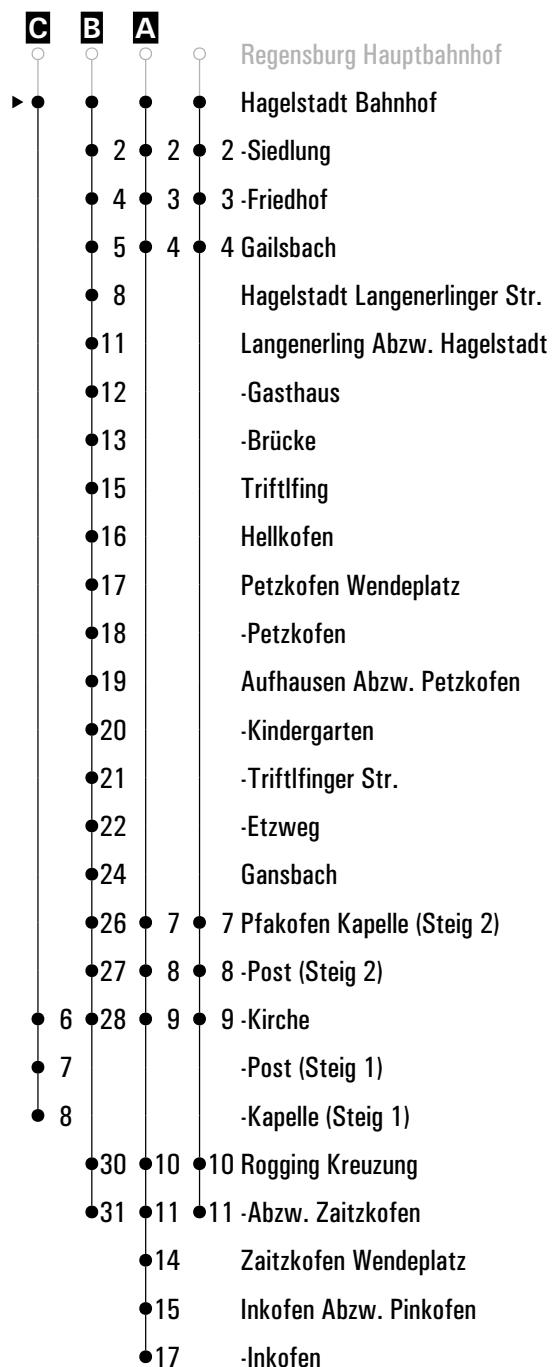 C B A
Regensburg Hauptbahnhof
Hagelstadt Bahnhof
2 2 2 -Siedlung
4 3 3 -Friedhof
5 4 4 Gailsbach
8 Hagelstadt Langenerlinger Str.
11 Langenerling Abzw. Hagelstadt
12 -Gasthaus
13 -Brücke
15 Triftlfing
16 Hellkofen
17 Petzkofen Wendeplatz
18 -Petzkofen
19 Aufhausen Abzw. Petzkofen
20 -Kindergarten
21 -Triftlfinger Str.
22 -Etzweg
24 Gansbach
26 7 7 Pfakofen Kapelle (Steig 2)
27 8 8 -Post (Steig 2)
6 28 9 9 -Kirche
7 -Post (Steig 1)
8 -Kapelle (Steig 1)
30 10 10 Rogging Kreuzung
31 11 11 -Abzw. Zaitzkofen
14 Zaitzkofen Wendeplatz
15 Inkofen Abzw. Pinkofen
17 -Inkofen